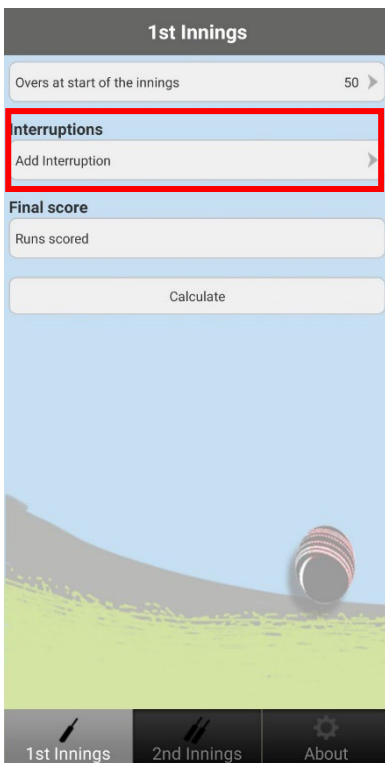 1st Innings
Overs at start of the innings 50
Interruptions
Add Interruption
Final score
Runs scored
Calculate
1st Innings 2nd Innings About